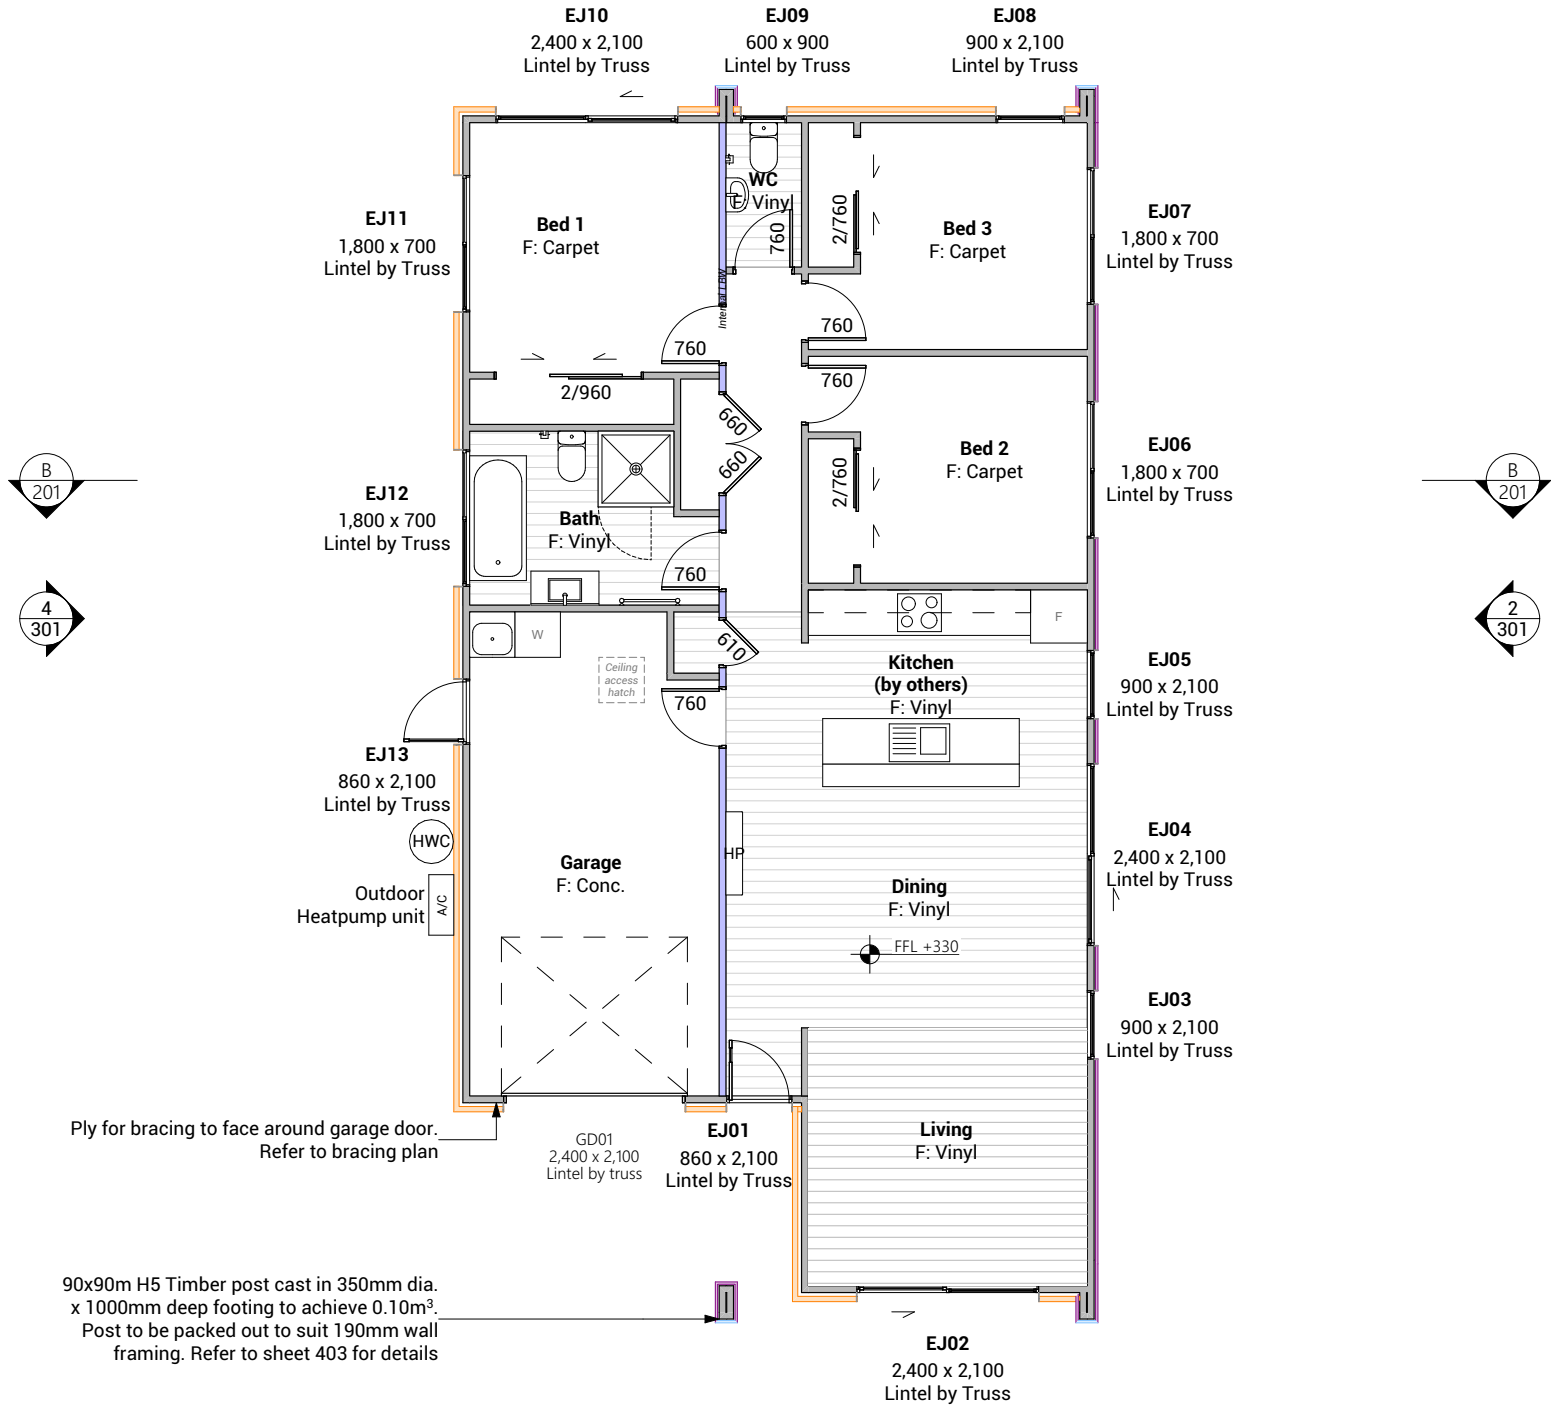 EJ10
2,400 x 2,100
Lintel by Truss
EJ09
600 x 900
Lintel by Truss
EJ08
900 x 2,100
Lintel by Truss
EJ11
1,800 x 700
Lintel by Truss
Bed 1
F: Carpet
WC
F: Vinyl
760
2/760
Bed 3
F: Carpet
EJ07
1,800 x 700
Lintel by Truss
Internal LBW
760
760
2/960
760
660
660
Bed 2
F: Carpet
2/760
EJ06
1,800 x 700
Lintel by Truss
B
201
B
201
EJ12
1,800 x 700
Lintel by Truss
Bath
F: Vinyl
760
4
301
2
301
W
610
F
Ceiling
access
hatch
760
Kitchen
(by others)
F: Vinyl
EJ05
900 x 2,100
Lintel by Truss
EJ13
860 x 2,100
Lintel by Truss
HWC
Outdoor
Heatpump unit
A/C
Garage
F: Conc.
HP
Dining
F: Vinyl
FFL +330
EJ04
2,400 x 2,100
Lintel by Truss
EJ03
900 x 2,100
Lintel by Truss
Ply for bracing to face around garage door.
Refer to bracing plan
GD01
2,400 x 2,100
Lintel by truss
EJ01
860 x 2,100
Lintel by Truss
Living
F: Vinyl
90x90m H5 Timber post cast in 350mm dia.
x 1000mm deep footing to achieve 0.10m³.
Post to be packed out to suit 190mm wall
framing. Refer to sheet 403 for details
EJ02
2,400 x 2,100
Lintel by Truss